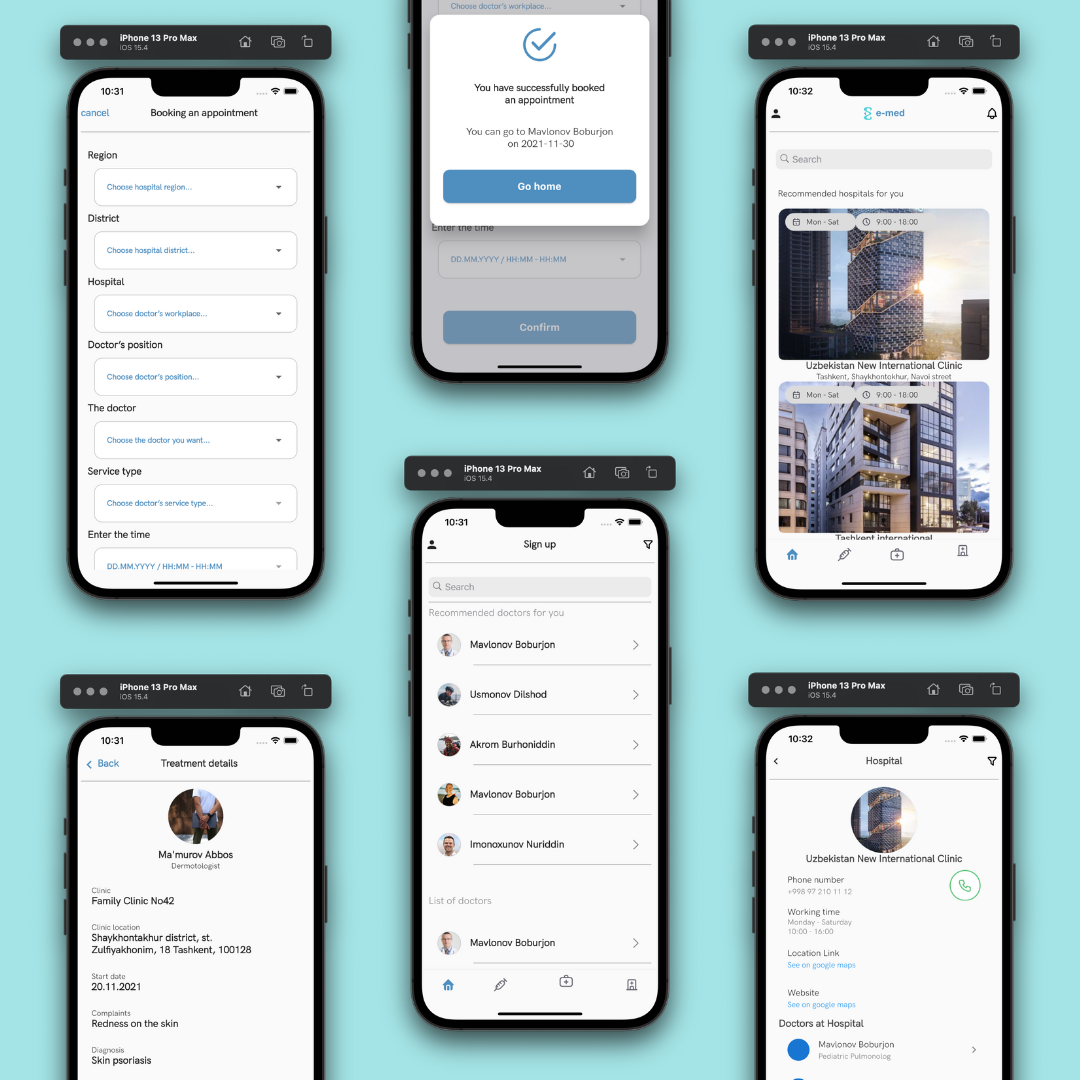 iPhone 13 Pro Max
iOS 15.4
10:31
cancel
Booking an appointment
Region
Choose hospital region...
District
Choose hospital district...
Hospital
Choose doctor's workplace...
Doctor's position
Choose doctor's position...
The doctor
Choose the doctor you want...
Service type
Choose doctor's service type...
Enter the time
DD.MM.YYYY / HH:MM - HH:MM
Choose doctor's workplace...
You have successfully booked
an appointment
You can go to Mavlonov Boburjon
on 2021-11-30
Go home
Enter the time
DD.MM.YYYY / HH:MM - HH:MM
Confirm
iPhone 13 Pro Max
iOS 15.4
10:32
e-med
Search
Recommended hospitals for you
Mon - Sat 9:00 - 18:00
Uzbekistan New International Clinic
Tashkent, Shaykhontokhur, Navoi street
Mon - Sat 9:00 - 18:00
Tashkent international
iPhone 13 Pro Max
iOS 15.4
10:31
Sign up
Search
Recommended doctors for you
Mavlonov Boburjon
Usmonov Dilshod
Akrom Burhoniddin
Mavlonov Boburjon
Imonoxunov Nuriddin
List of doctors
Mavlonov Boburjon
iPhone 13 Pro Max
iOS 15.4
10:31
Back
Treatment details
Ma'murov Abbos
Dermotologist
Clinic
Family Clinic No42
Clinic location
Shaykhontakhur district, st.
Zulfiyakhonim, 18 Tashkent, 100128
Start date
20.11.2021
Complaints
Redness on the skin
Diagnosis
Skin psoriasis
iPhone 13 Pro Max
iOS 15.4
10:32
Hospital
Uzbekistan New International Clinic
Phone number
+998 97 210 11 12
Working time
Monday - Saturday
10:00 - 16:00
Location Link
See on google maps
Website
See on google maps
Doctors at Hospital
Mavlonov Boburjon
Pediatric Pulmonolog